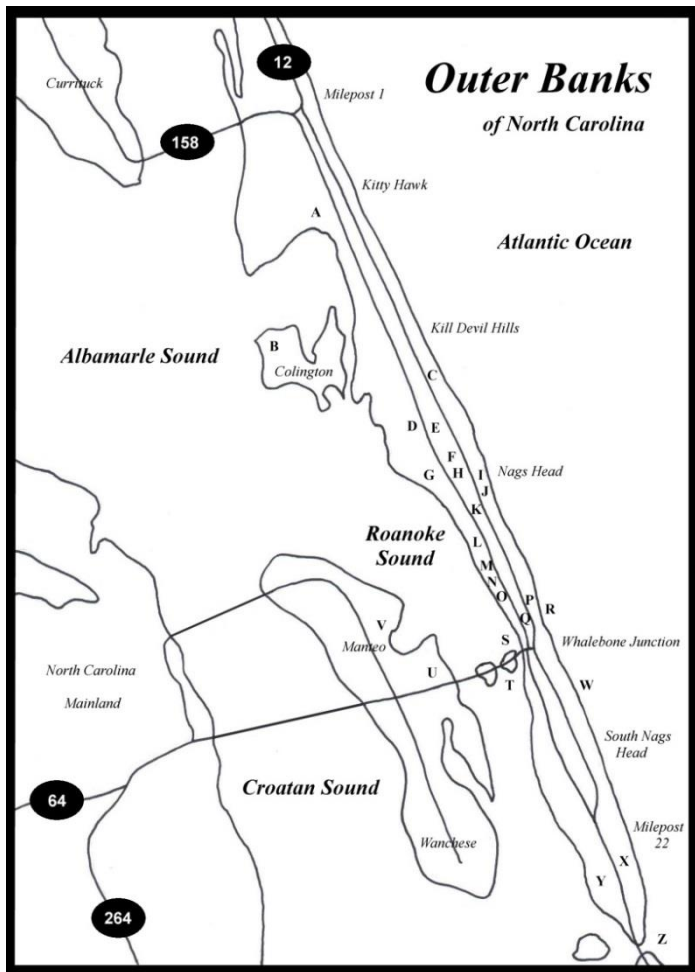 Outer Banks
of North Carolina
12
Currituck
Milepost 1
158
Kitty Hawk
A
Atlantic Ocean
Kill Devil Hills
Albamarle Sound
B
Colington
C
D
E
F
G
H
I
Nags Head
J
K
Roanoke
Sound
L
M
N
O
P
R
Q
V
Manteo
S
Whalebone Junction
U
T
W
North Carolina
Mainland
South Nags
Head
Croatan Sound
64
Wanchese
Milepost
22
X
Y
264
Z